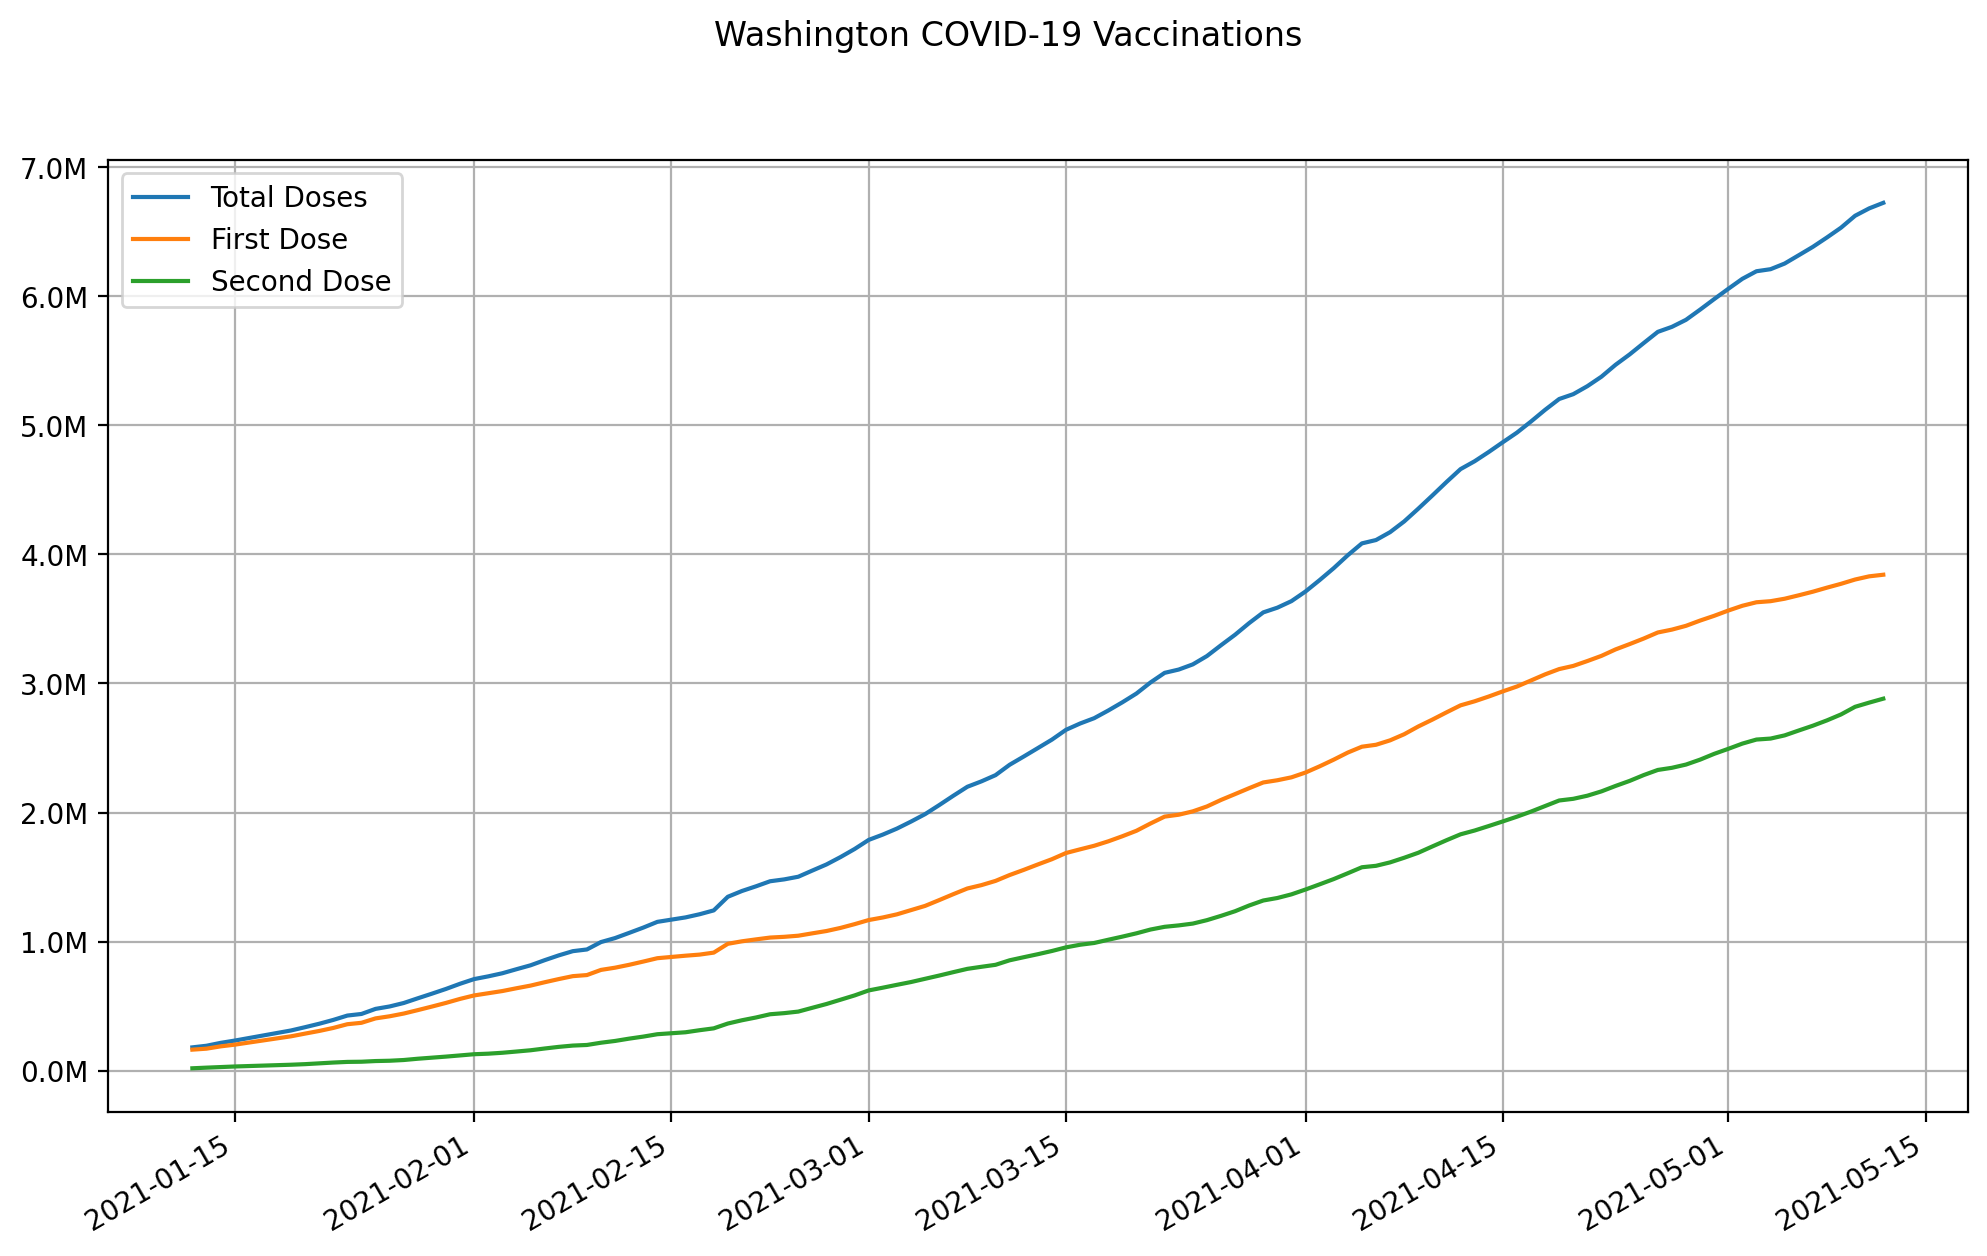 Washington COVID-19 Vaccinations
7.0M
6.0M
5.0M
4.0M
3.0M
2.0M
1.0M
0.0M
Total Doses
First Dose
Second Dose
2021-01-15
2021-02-01
2021-02-15
2021-03-01
2021-03-15
2021-04-01
2021-04-15
2021-05-01
2021-05-15